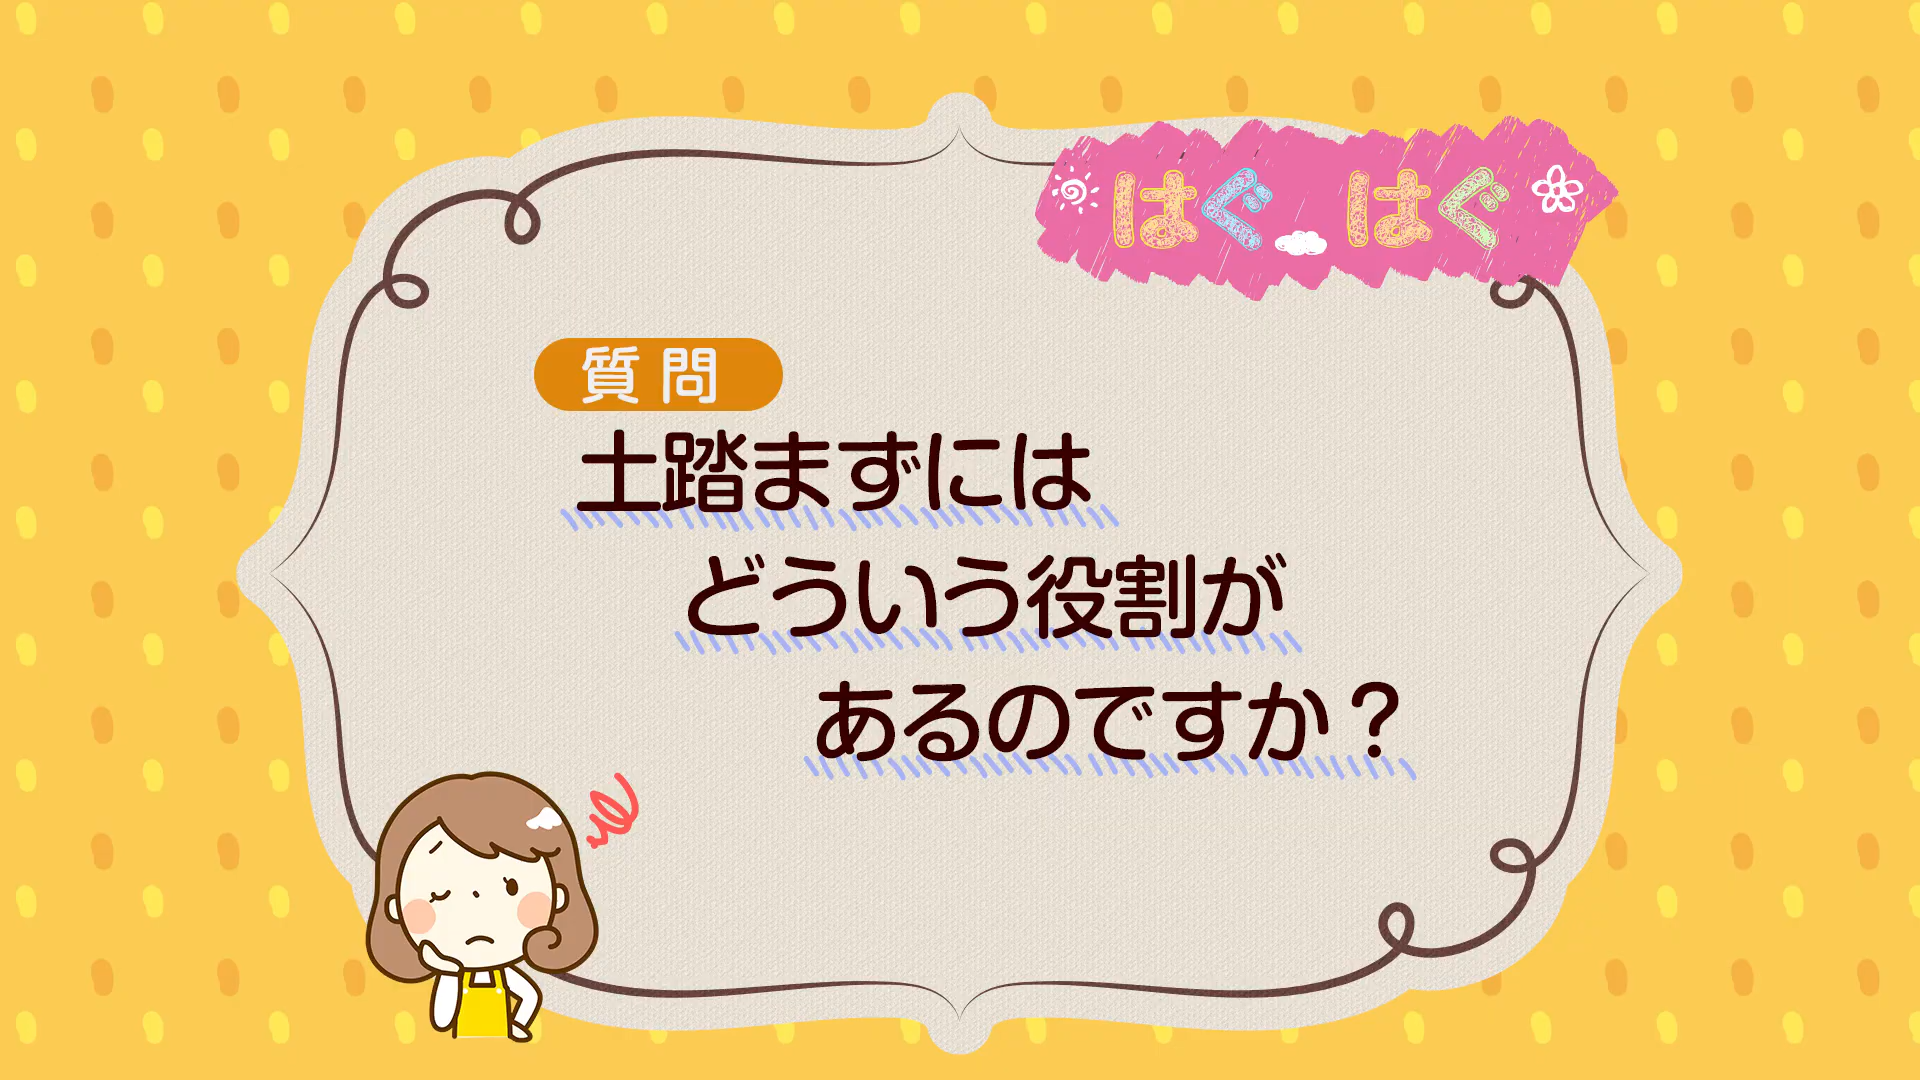 はぐはぐ
質問
土踏まずには
どういう役割が
あるのですか？